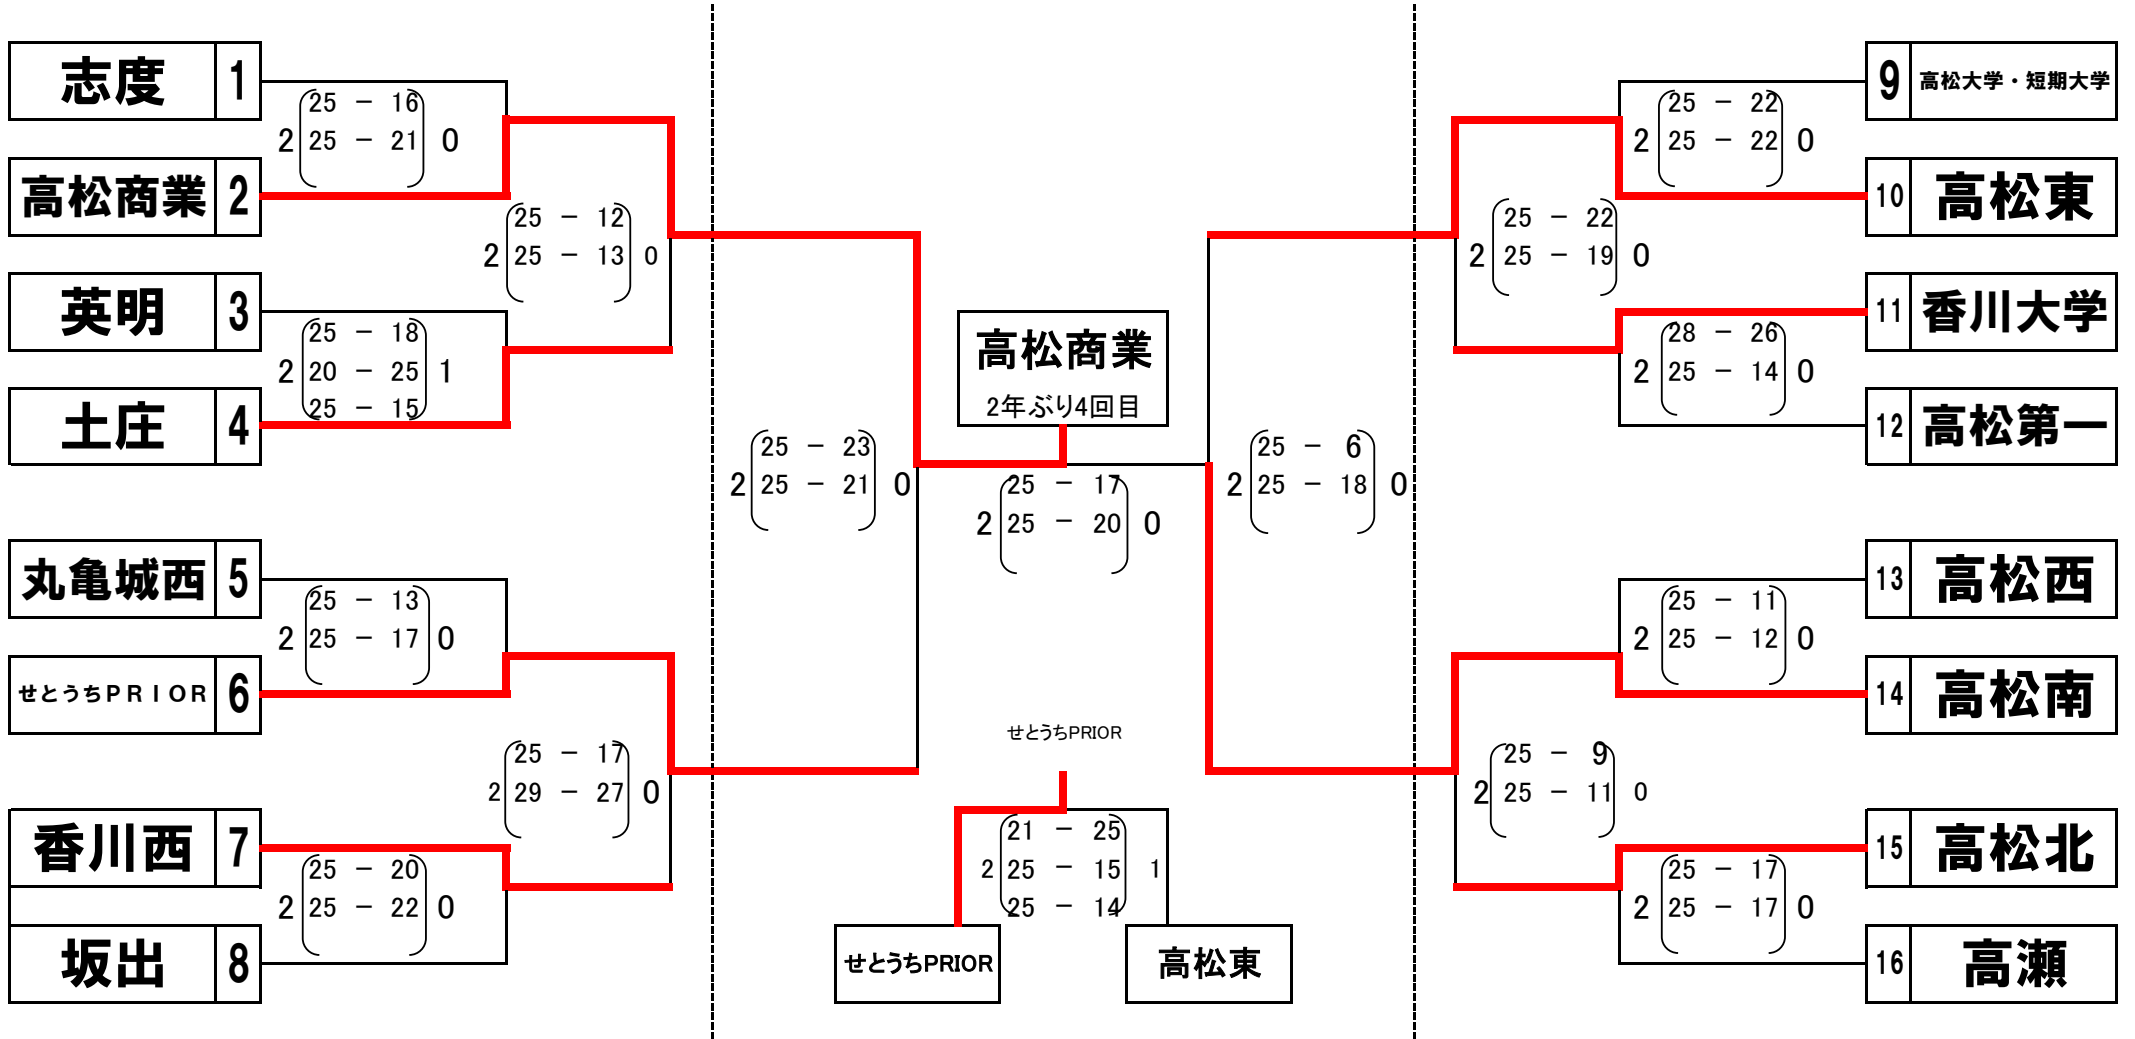 志度 1
25 － 16
2 25 － 21 0
高松商業 2
25 － 12
2 25 － 13 0
英明 3
25 － 18
2 20 － 25 1
25 － 15
土庄 4
25 － 23
2 25 － 21 0
丸亀城西 5
25 － 13
2 25 － 17 0
せとうちＰＲＩＯＲ 6
25 － 17
2 29 － 27 0
香川西 7
25 － 20
2 25 － 22 0
坂出 8
高松商業
2年ぶり4回目
25 － 17
2 25 － 20 0
せとうちPRIOR
21 － 25
2 25 － 15 1
25 － 14
せとうちPRIOR
高松東
9 高松大学・短期大学
25 － 22
2 25 － 22 0
10 高松東
25 － 22
2 25 － 19 0
11 香川大学
28 － 26
2 25 － 14 0
12 高松第一
25 － 6
2 25 － 18 0
13 高松西
25 － 11
2 25 － 12 0
14 高松南
25 － 9
2 25 － 11 0
15 高松北
25 － 17
2 25 － 17 0
16 高瀬